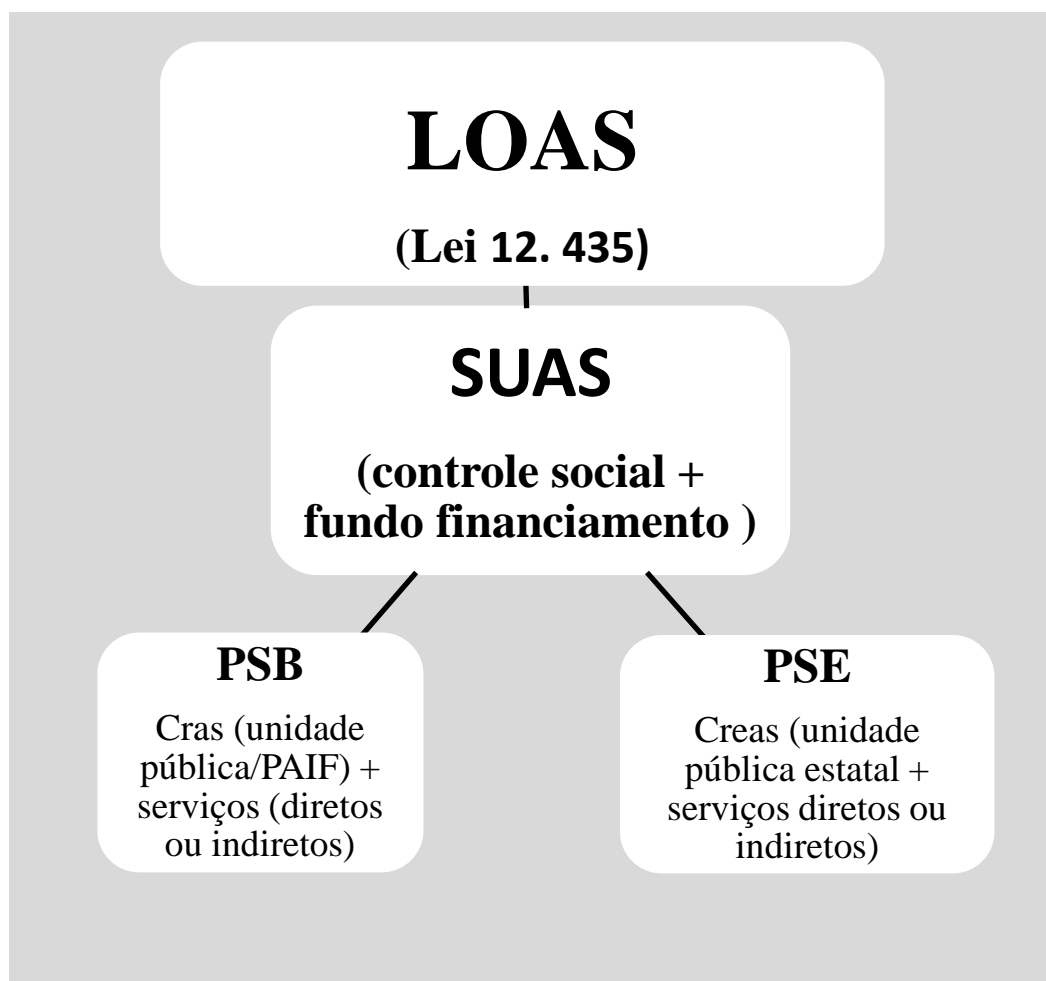 LOAS
(Lei 12. 435)
SUAS
(controle social +
fundo financiamento )
PSB
Cras (unidade
pública/PAIF) +
serviços (diretos
ou indiretos)
PSE
Creas (unidade
pública estatal +
serviços diretos ou
indiretos)